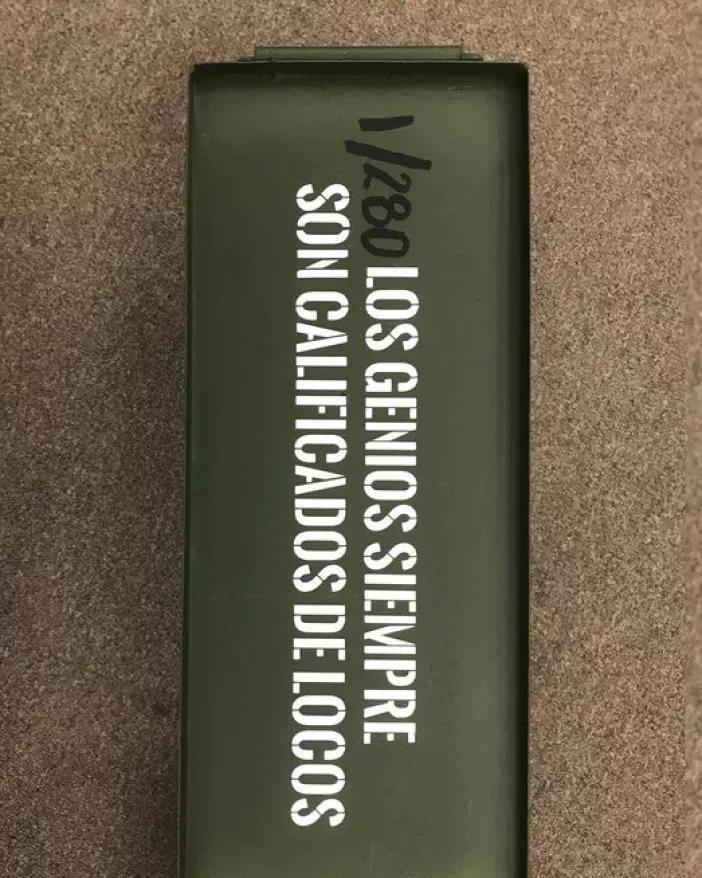 1/280
LOS GENIOS SIEMPRE
SON CALIFICADOS DE LOCOS